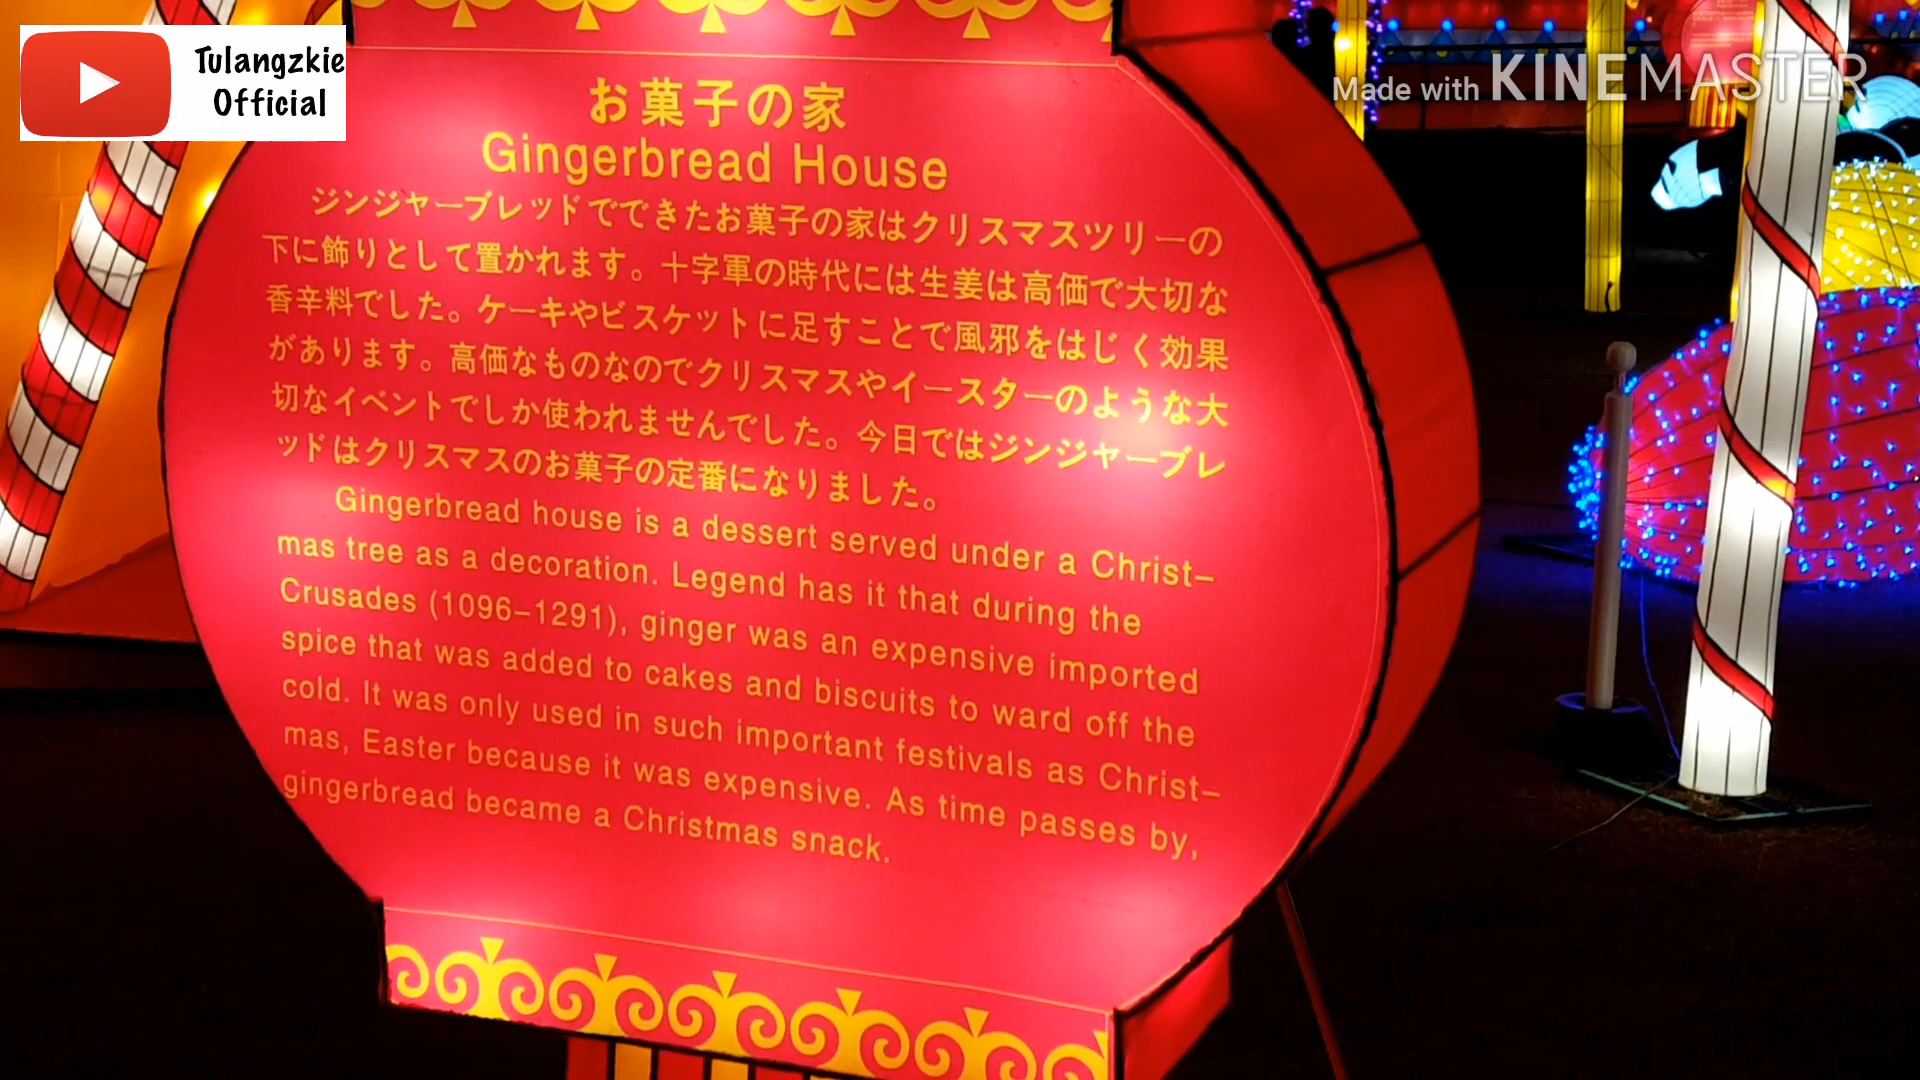 Tulangzkie
Official
Made with KINEMASTER
お菓子の家
Gingerbread House
ジンジャーブレッドでできたお菓子の家はクリスマスツリーの
下に飾りとして置かれます。十字軍の時代には生姜は高価で大切な
香辛料でした。ケーキやビスケットに足すことで風邪をはじく効果
があります。高価なものなのでクリスマスやイースターのような大
切なイベントでしか使われませんでした。今日ではジンジャーブレ
ッドはクリスマスのお菓子の定番になりました。
Gingerbread house is a dessert served under a Christ–
mas tree as a decoration. Legend has it that during the
Crusades (1096–1291), ginger was an expensive imported
spice that was added to cakes and biscuits to ward off the
cold. It was only used in such important festivals as Christ–
mas, Easter because it was expensive. As time passes by,
gingerbread became a Christmas snack.